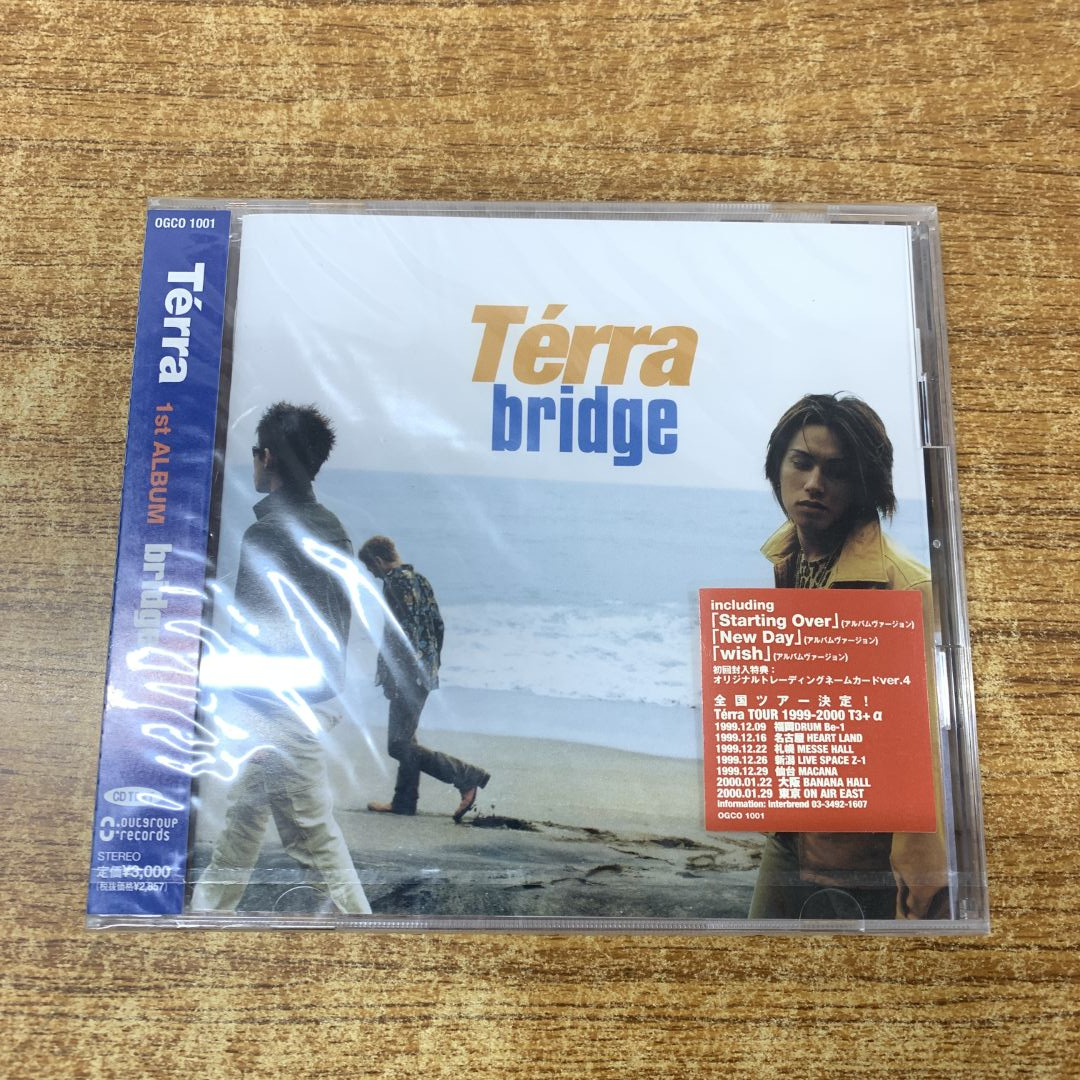 OGCO 1001
Térra
1st ALBUM
bridge
outgroup
records
STEREO
定価¥3,000
[税抜価格¥2,857]
Térra
bridge
including
「Starting Over」(アルバムヴァージョン)
「New Day」(アルバムヴァージョン)
「wish」(アルバムヴァージョン)
初回封入特典：
オリジナルトレーディングネームカードver.4
全国ツアー決定！
Térra TOUR 1999-2000 T3+α
1999.12.09 福岡DRUM Be-1
1999.12.16 名古屋 HEART LAND
1999.12.22 札幌 MESSE HALL
1999.12.26 新潟 LIVE SPACE Z-1
1999.12.29 仙台 MACANA
2000.01.22 大阪 BANANA HALL
2000.01.29 東京 ON AIR EAST
information: interbrend 03-3492-1607
OGCO 1001